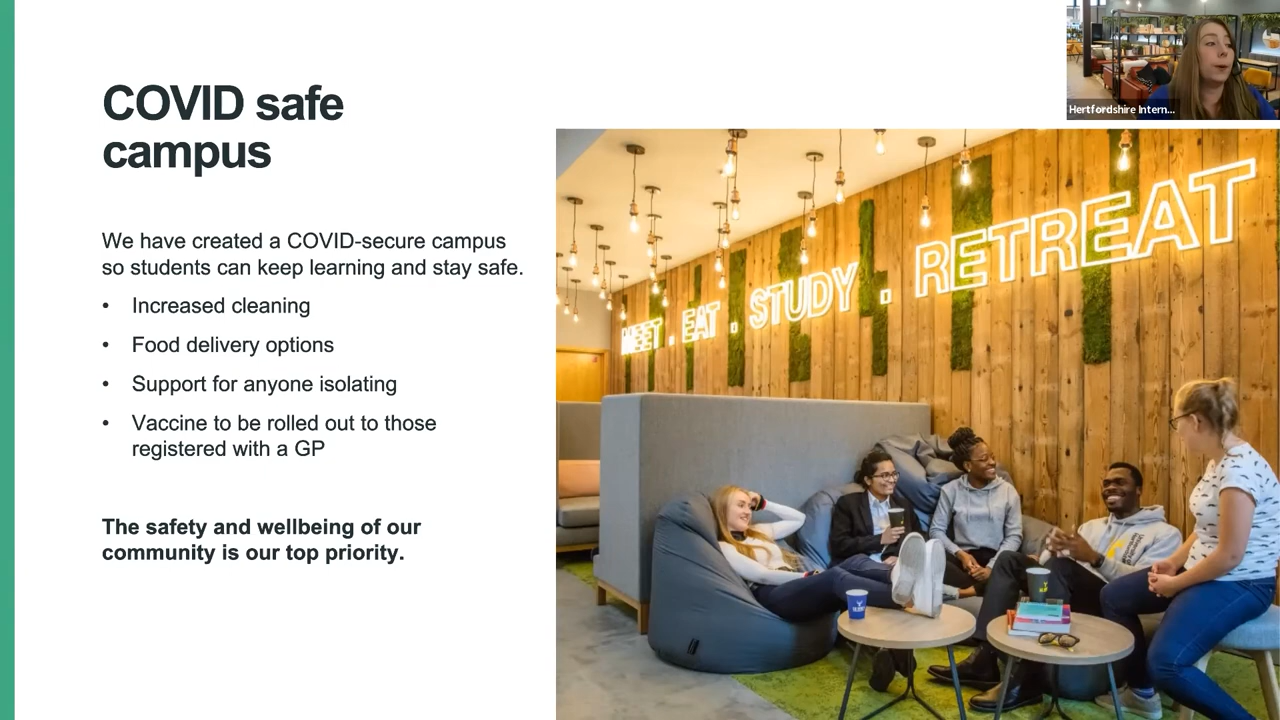 COVID safe
campus
We have created a COVID-secure campus
so students can keep learning and stay safe.
• Increased cleaning
• Food delivery options
• Support for anyone isolating
• Vaccine to be rolled out to those
registered with a GP
The safety and wellbeing of our
community is our top priority.
Hertfordshire Intern...
MEET . EAT . STUDY . RETREAT